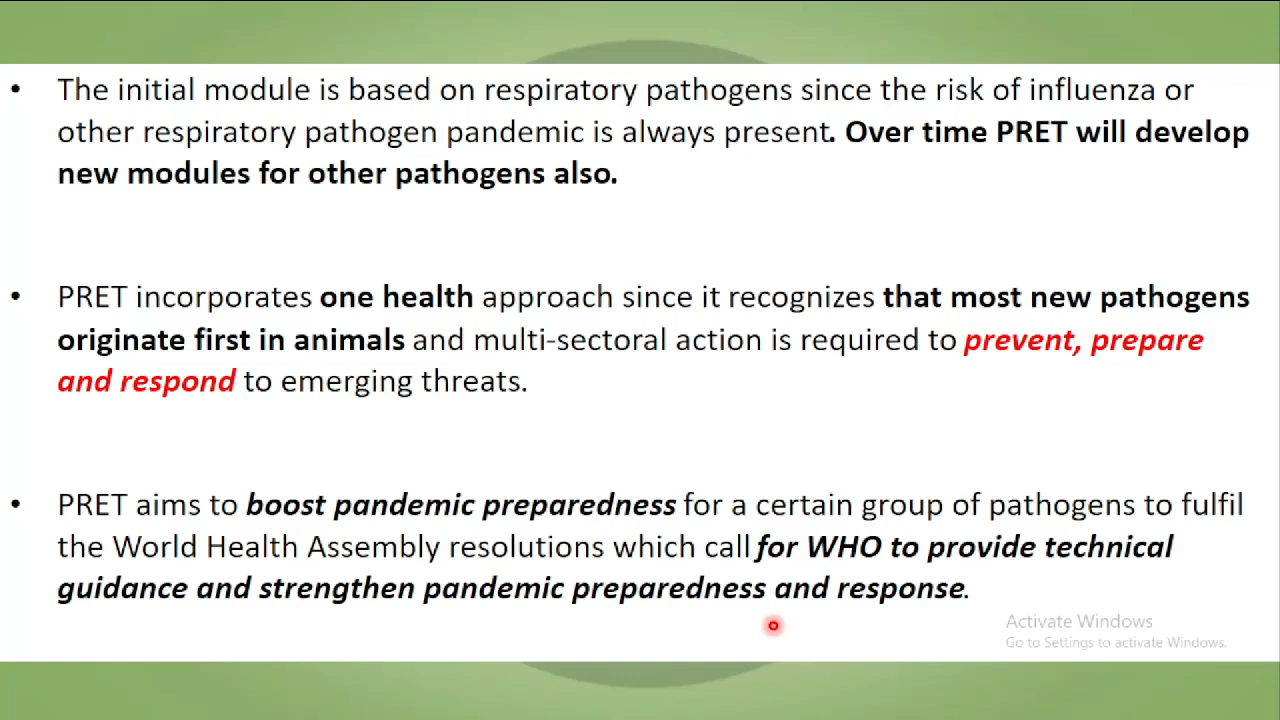 • The initial module is based on respiratory pathogens since the risk of influenza or
other respiratory pathogen pandemic is always present. Over time PRET will develop
new modules for other pathogens also.
• PRET incorporates one health approach since it recognizes that most new pathogens
originate first in animals and multi-sectoral action is required to prevent, prepare
and respond to emerging threats.
• PRET aims to boost pandemic preparedness for a certain group of pathogens to fulfil
the World Health Assembly resolutions which call for WHO to provide technical
guidance and strengthen pandemic preparedness and response.
Activate Windows
Go to Settings to activate Windows.